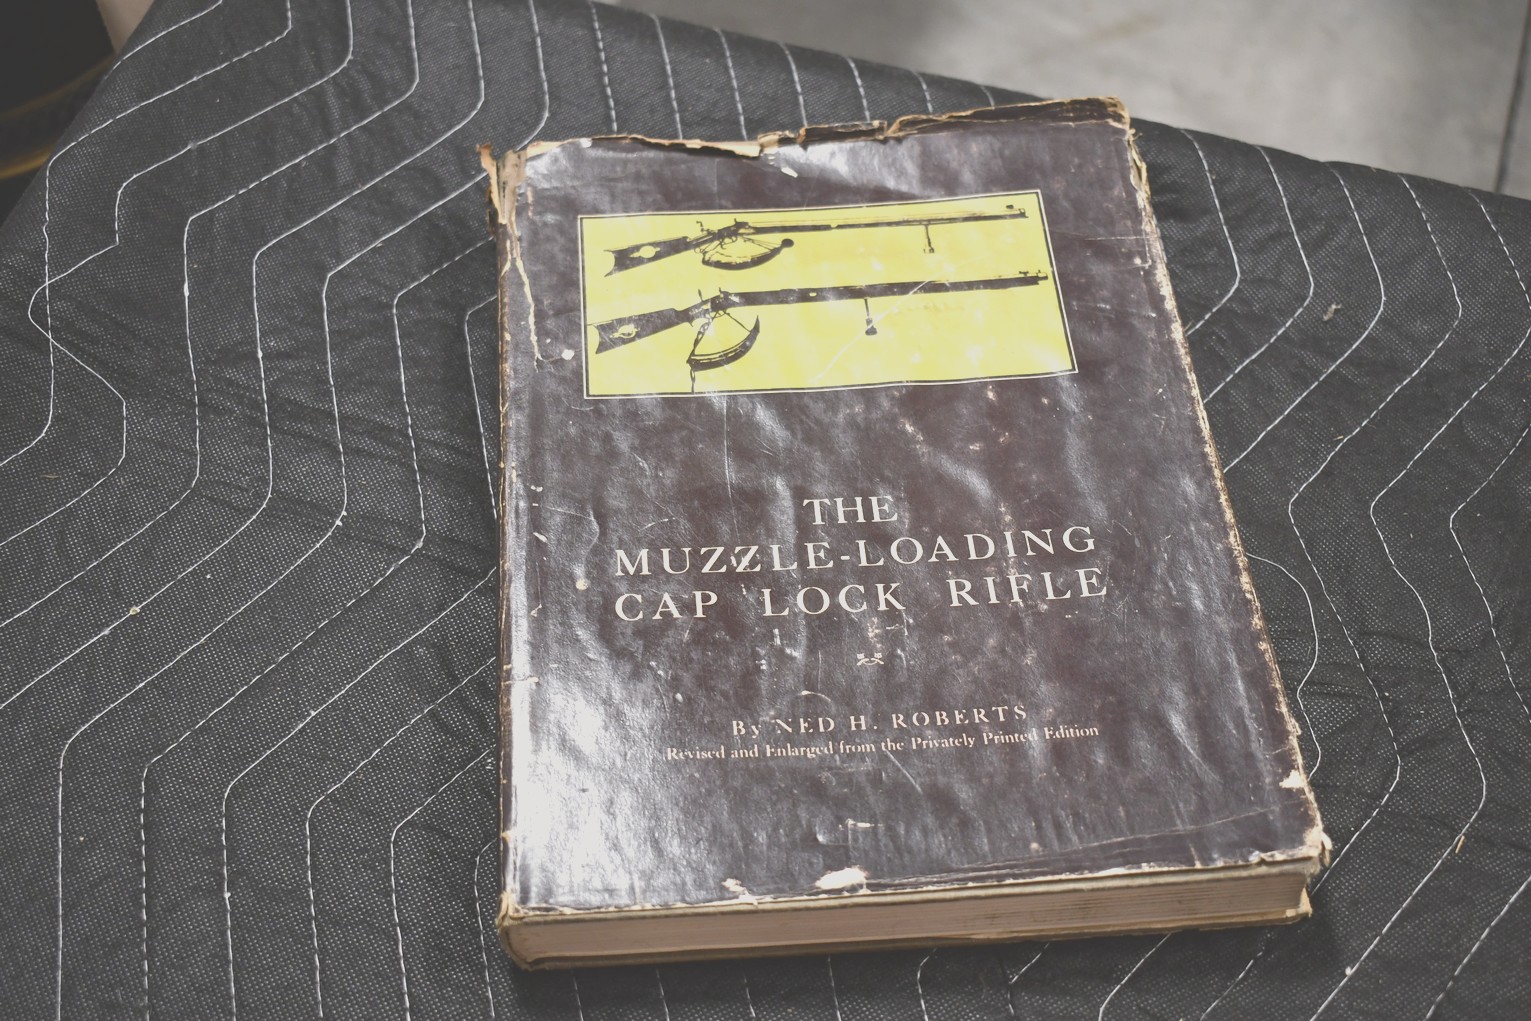 THE
MUZZLE-LOADING
CAP LOCK RIFLE
By NED H. ROBERTS
Revised and Enlarged from the Privately Printed Edition